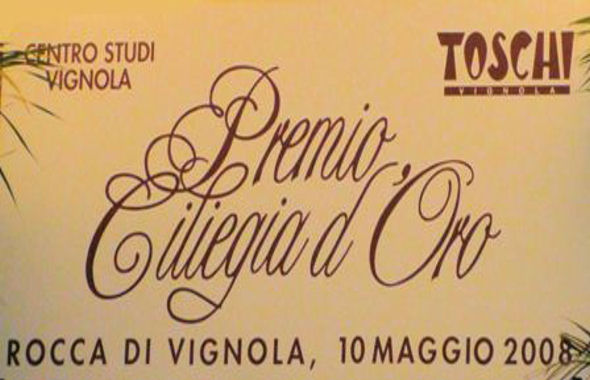 CENTRO STUDI
VIGNOLA
TOSCHI
VIGNOLA
Premio
Ciliegia d'Oro
ROCCA DI VIGNOLA, 10 MAGGIO 2008